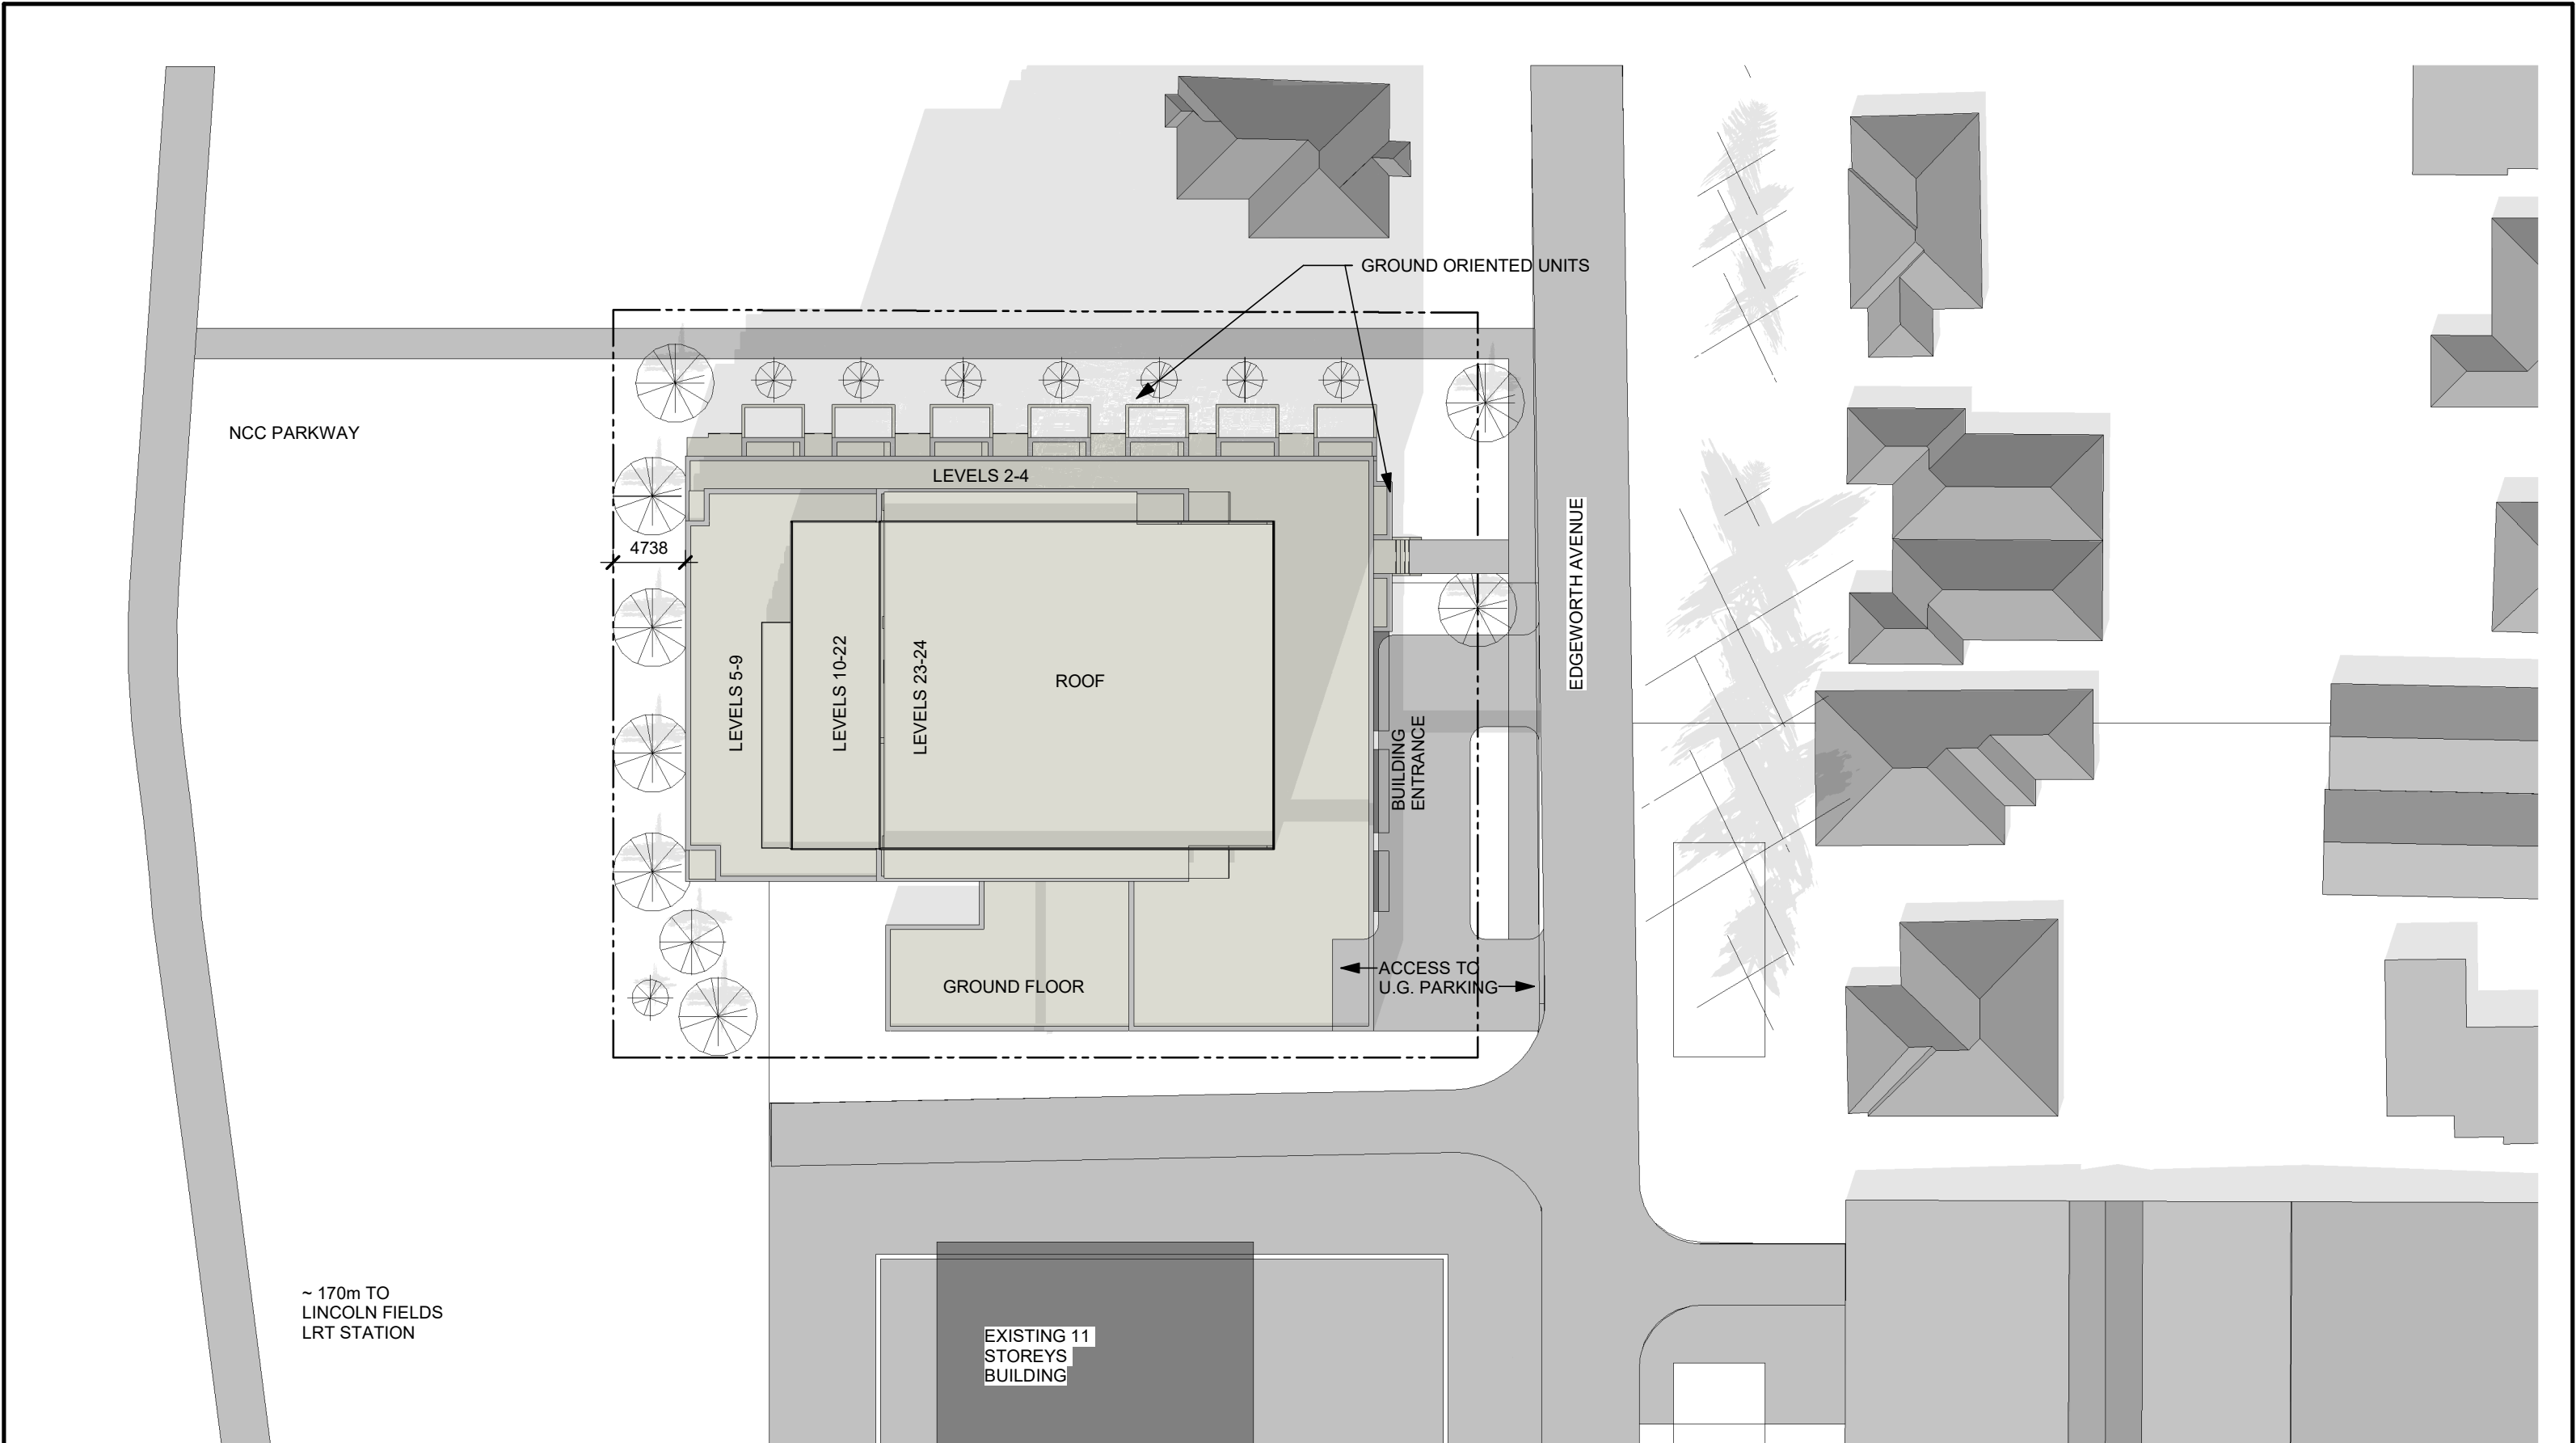 GROUND ORIENTED UNITS
NCC PARKWAY
LEVELS 2-4
4738
EDGEWORTH AVENUE
LEVELS 5-9
LEVELS 10-22
LEVELS 23-24
ROOF
BUILDING
ENTRANCE
ACCESS TO
U.G. PARKING
GROUND FLOOR
~ 170m TO
LINCOLN FIELDS
LRT STATION
EXISTING 11
STOREYS
BUILDING